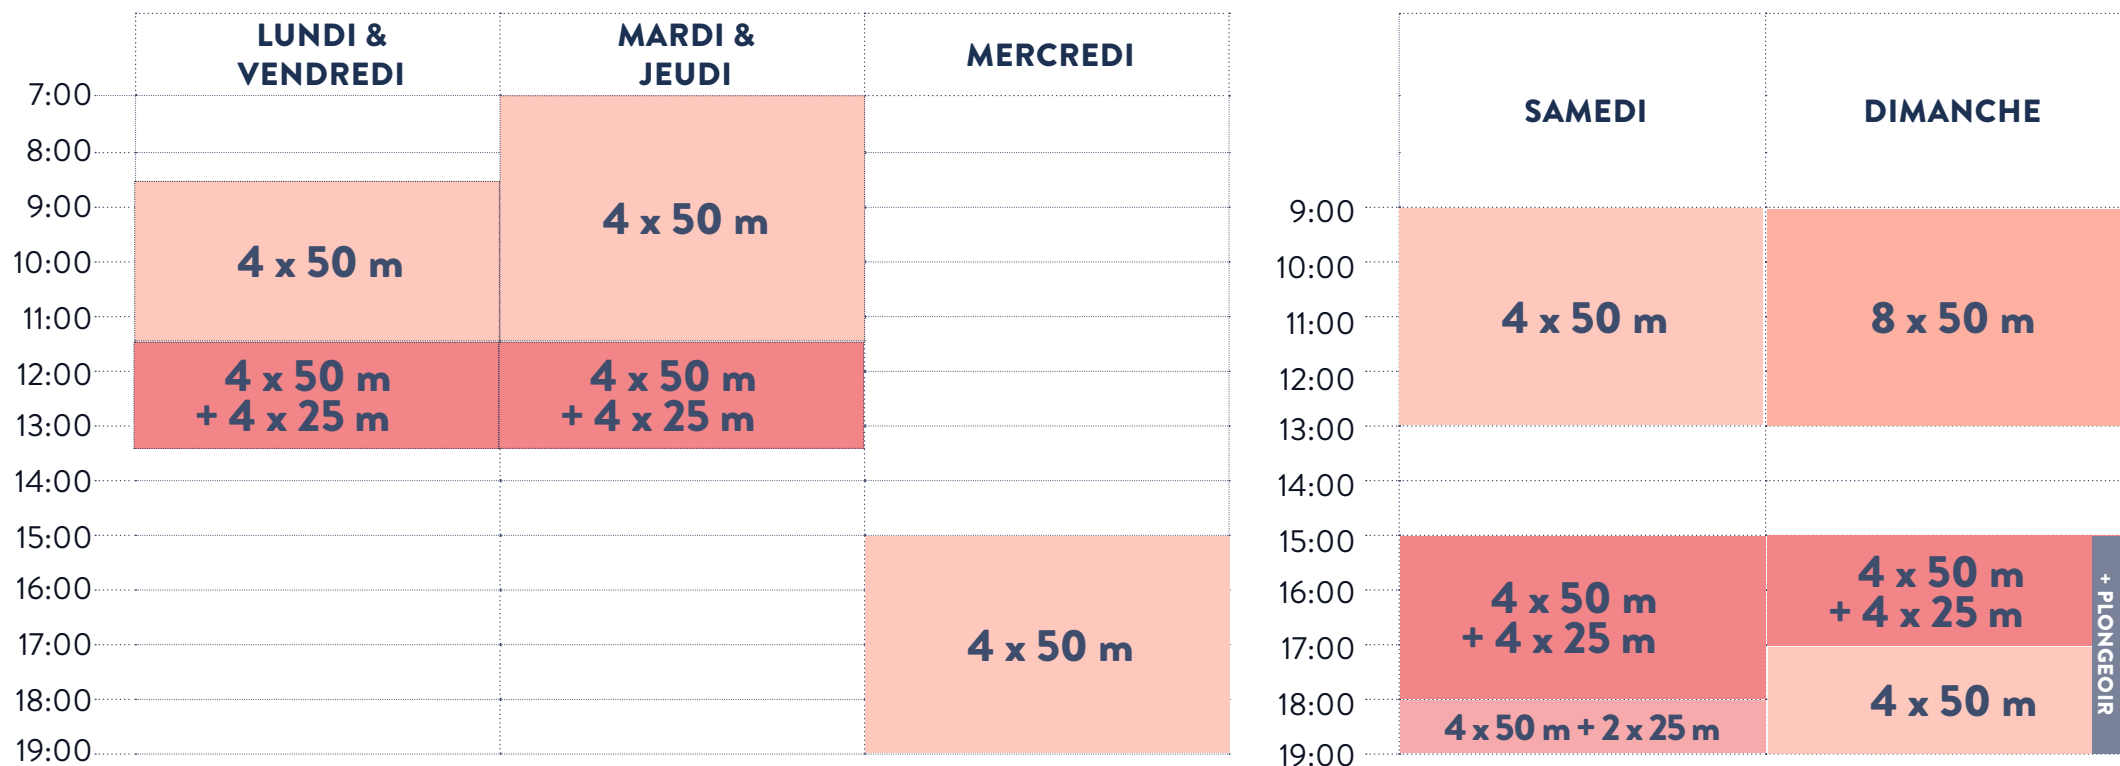 LUNDI &
VENDREDI
MARDI &
JEUDI
MERCREDI
7:00
8:00
9:00
10:00
11:00
12:00
13:00
14:00
15:00
16:00
17:00
18:00
19:00
4 x 50 m
4 x 50 m
+ 4 x 25 m
4 x 50 m
4 x 50 m
+ 4 x 25 m
4 x 50 m
SAMEDI
DIMANCHE
9:00
10:00
11:00
12:00
13:00
14:00
15:00
16:00
17:00
18:00
19:00
4 x 50 m
8 x 50 m
4 x 50 m
+ 4 x 25 m
4 x 50 m + 2 x 25 m
4 x 50 m
+ 4 x 25 m
4 x 50 m
+ PLONGEOIR